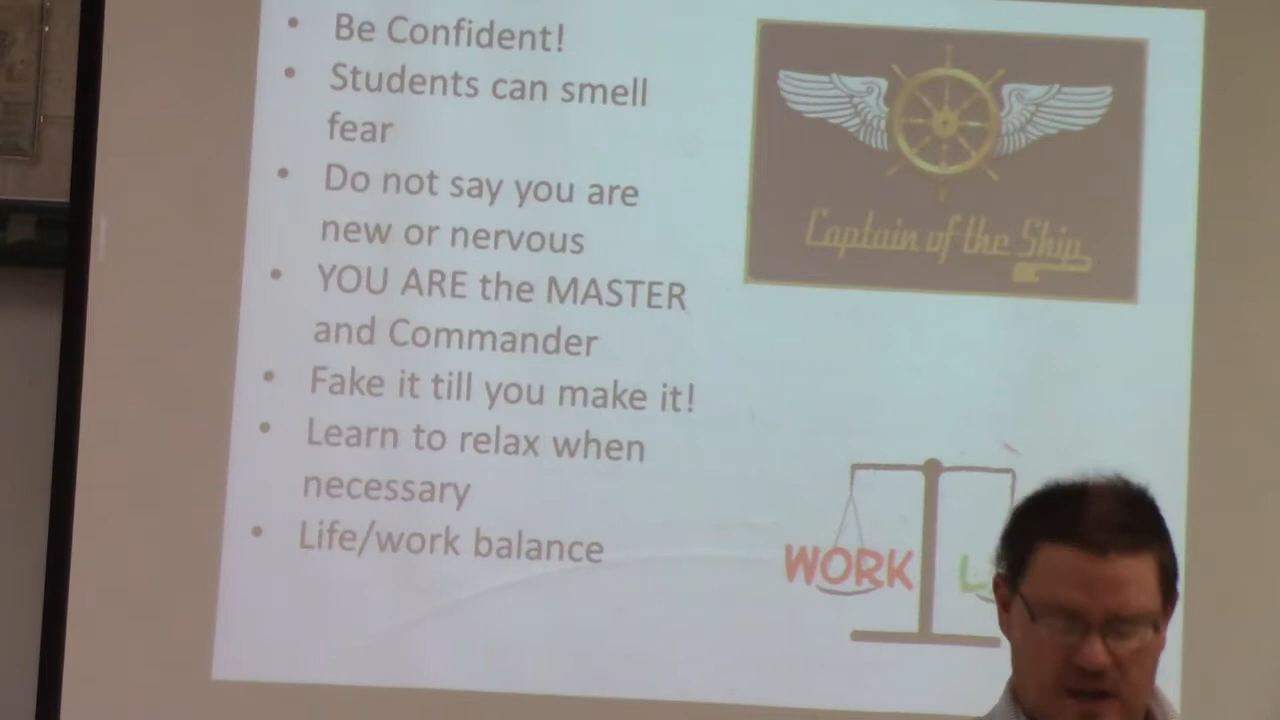 Be Confident!
Students can smell
fear
Do not say you are
new or nervous
YOU ARE the MASTER
and Commander
Fake it till you make it!
Learn to relax when
necessary
Life/work balance
Captain of the Ship
WORK